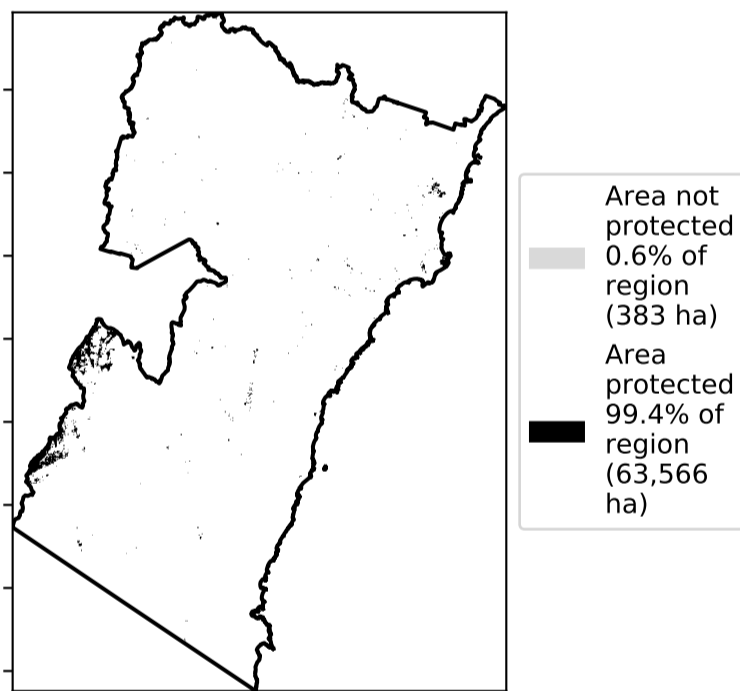 Area not
protected
0.6% of
region
(383 ha)
Area
protected
99.4% of
region
(63,566
ha)